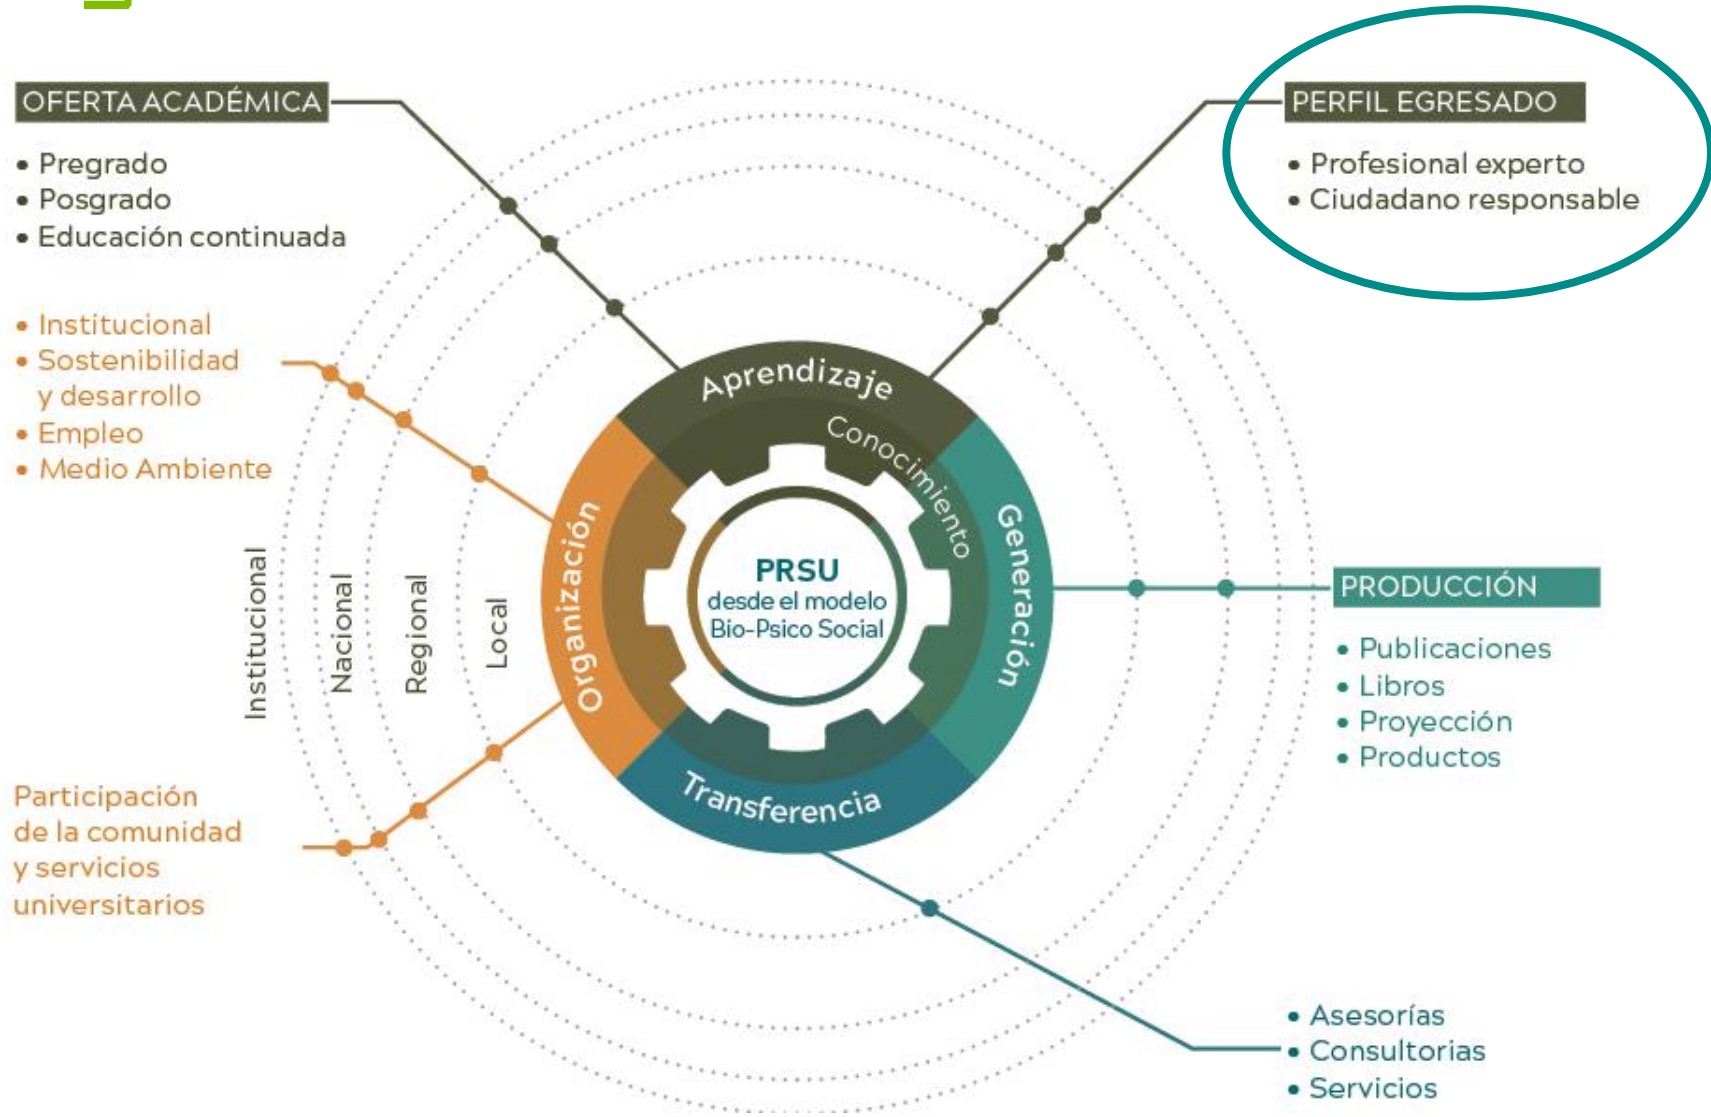 OFERTA ACADÉMICA
• Pregrado
• Posgrado
• Educación continuada
PERFIL EGRESADO
• Profesional experto
• Ciudadano responsable
• Institucional
• Sostenibilidad
y desarrollo
• Empleo
• Medio Ambiente
Aprendizaje
Conocimiento
Organización
Generación
Transferencia
PRSU
desde el modelo
Bio-Psico Social
Institucional
Nacional
Regional
Local
PRODUCCIÓN
• Publicaciones
• Libros
• Proyección
• Productos
Participación
de la comunidad
y servicios
universitarios
• Asesorías
• Consultorias
• Servicios